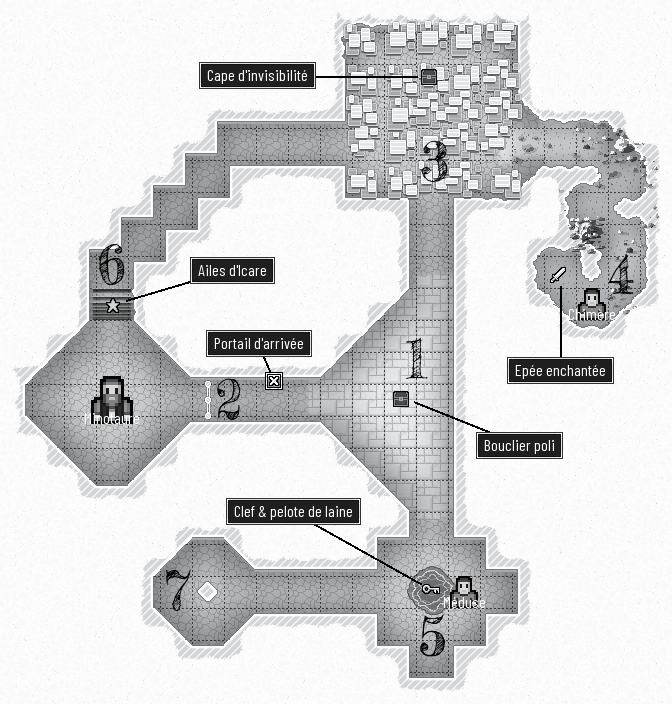 Cape d'invisibilité
3
6
Ailes d'Icare
4
Chimère
Portail d'arrivée
1
Epée enchantée
2
Minotaure
Bouclier poli
Clef & pelote de laine
7
Méduse
5